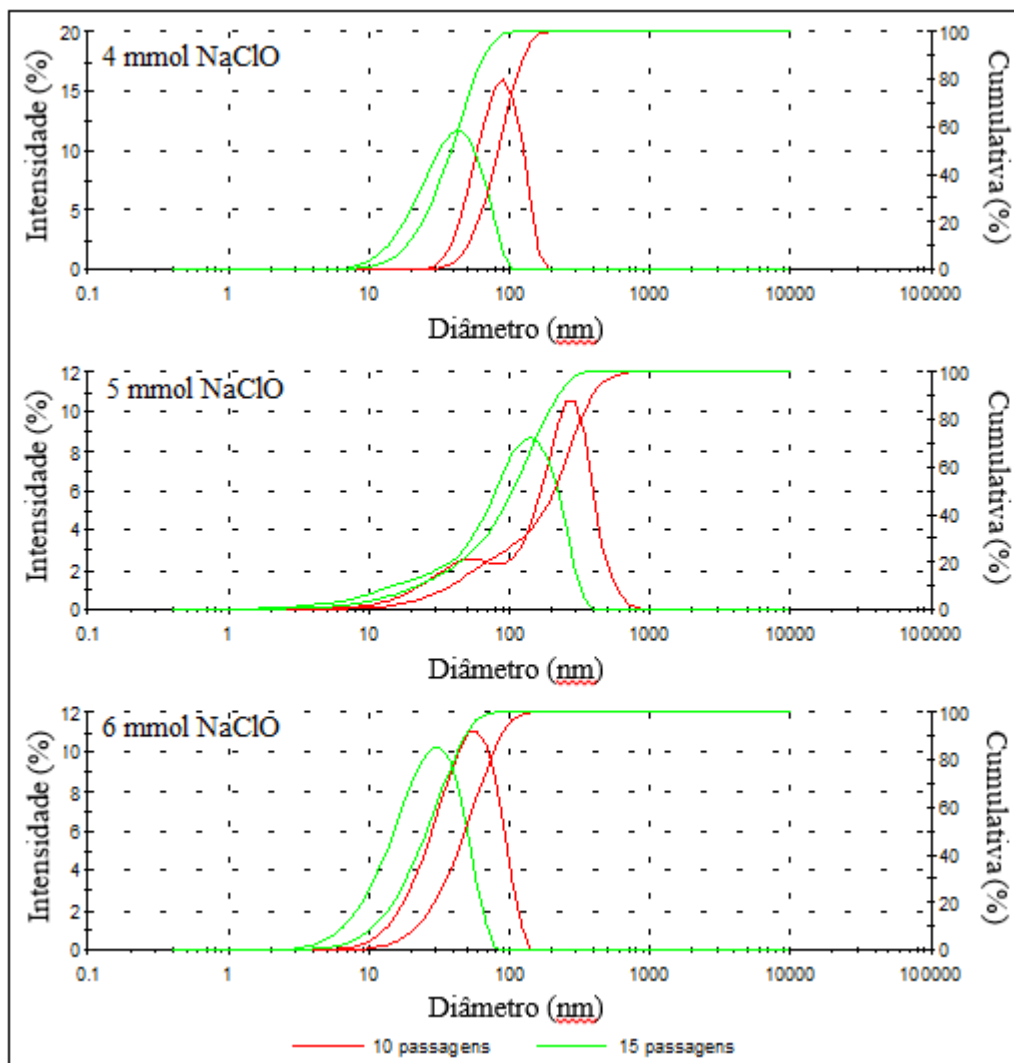 4 mmol NaClO
Intensidade (%)
20
15
10
5
0
Cumulativa (%)
100
80
60
40
20
0
0.1 1 10 100 1000 10000 100000
Diâmetro (nm)
5 mmol NaClO
Intensidade (%)
12
10
8
6
4
2
0
Cumulativa (%)
100
80
60
40
20
0
0.1 1 10 100 1000 10000 100000
Diâmetro (nm)
6 mmol NaClO
Intensidade (%)
12
10
8
6
4
2
0
Cumulativa (%)
100
80
60
40
20
0
0.1 1 10 100 1000 10000 100000
Diâmetro (nm)
10 passagens 15 passagens